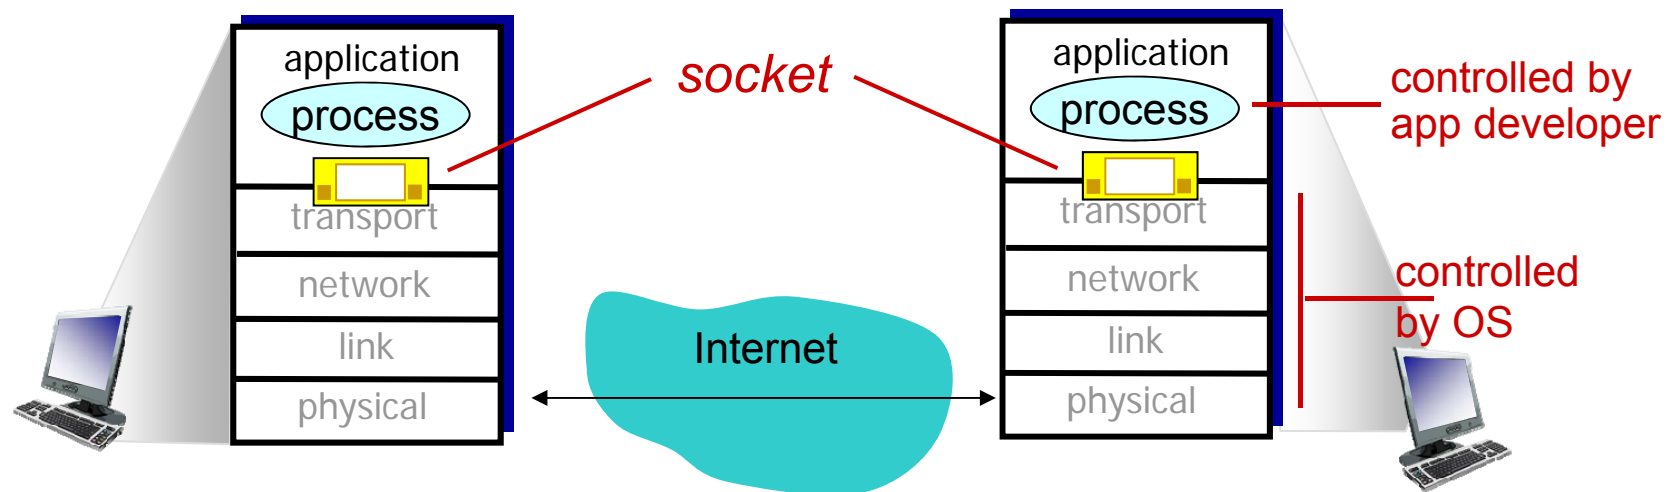 application
process
transport
network
link
physical
socket
Internet
application
process
transport
network
link
physical
controlled by
app developer
controlled
by OS